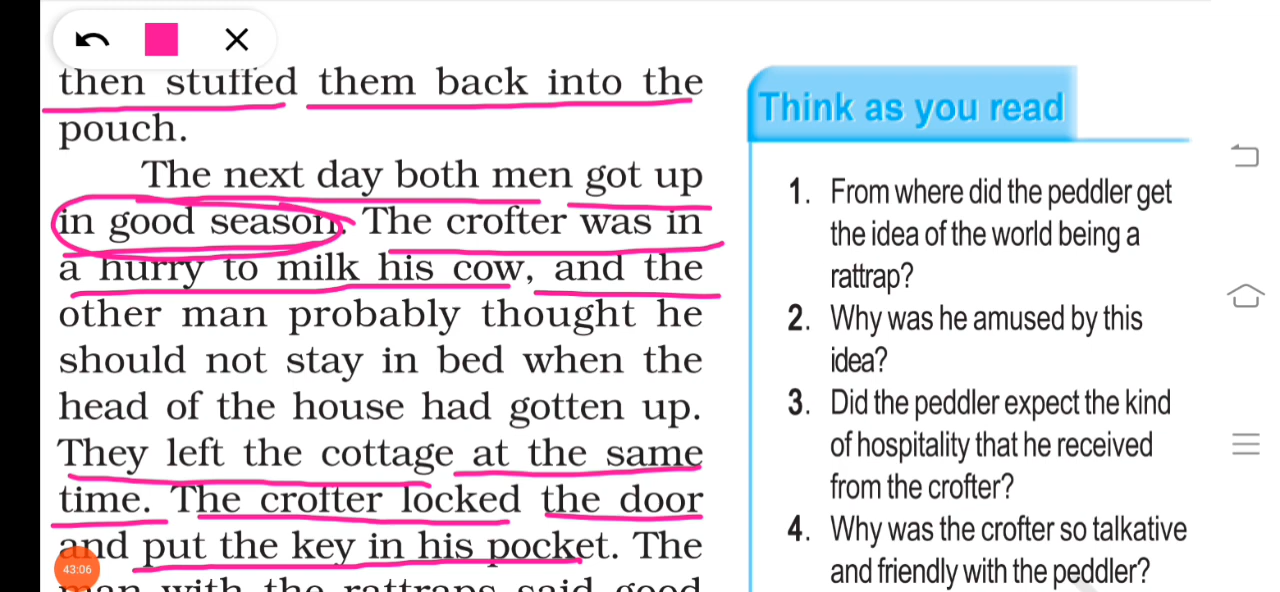 then stuffed them back into the
pouch.
The next day both men got up
in good season. The crofter was in
a hurry to milk his cow, and the
other man probably thought he
should not stay in bed when the
head of the house had gotten up.
They left the cottage at the same
time. The crofter locked the door
and put the key in his pocket. The
man with the rattraps said good
43:06
Think as you read
1. From where did the peddler get
the idea of the world being a
rattrap?
2. Why was he amused by this
idea?
3. Did the peddler expect the kind
of hospitality that he received
from the crofter?
4. Why was the crofter so talkative
and friendly with the peddler?